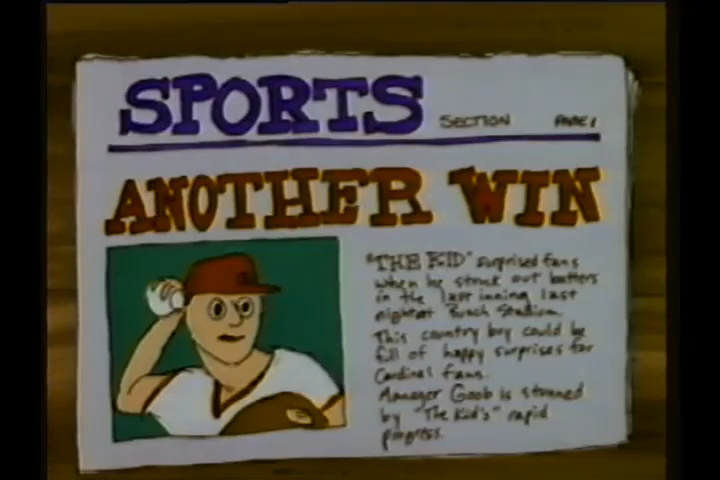 SPORTS
SECTION PAGE 1
ANOTHER WIN
"THE KID" surprised fans
when he struck out batters
in the last inning last
night at Busch Stadium.
This country boy could be
full of happy surprises for
Cardinal fans.
Manager Goob is stunned
by "The Kid's" rapid
progress.